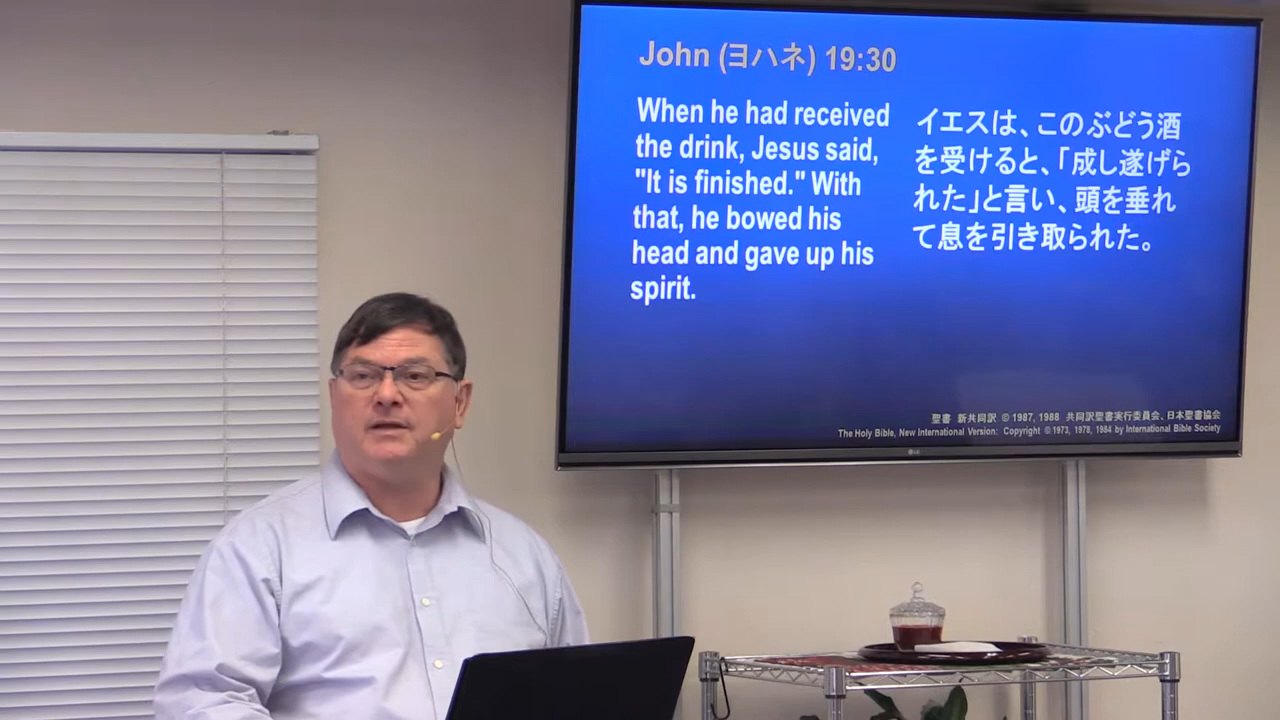 John (ヨハネ) 19:30
When he had received
the drink, Jesus said,
"It is finished." With
that, he bowed his
head and gave up his
spirit.
イエスは、このぶどう酒
を受けると、「成し遂げら
れた」と言い、頭を垂れ
て息を引き取られた。
聖書 新共同訳 © 1987, 1988 共同訳聖書実行委員会、日本聖書協会
The Holy Bible, New International Version: Copyright © 1973, 1978, 1984 by International Bible Society
LG